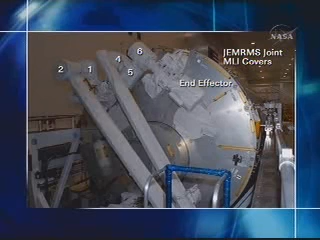 NASA
JEMRMS Joint
MLI Covers
6
4
2
1
5
End Effector